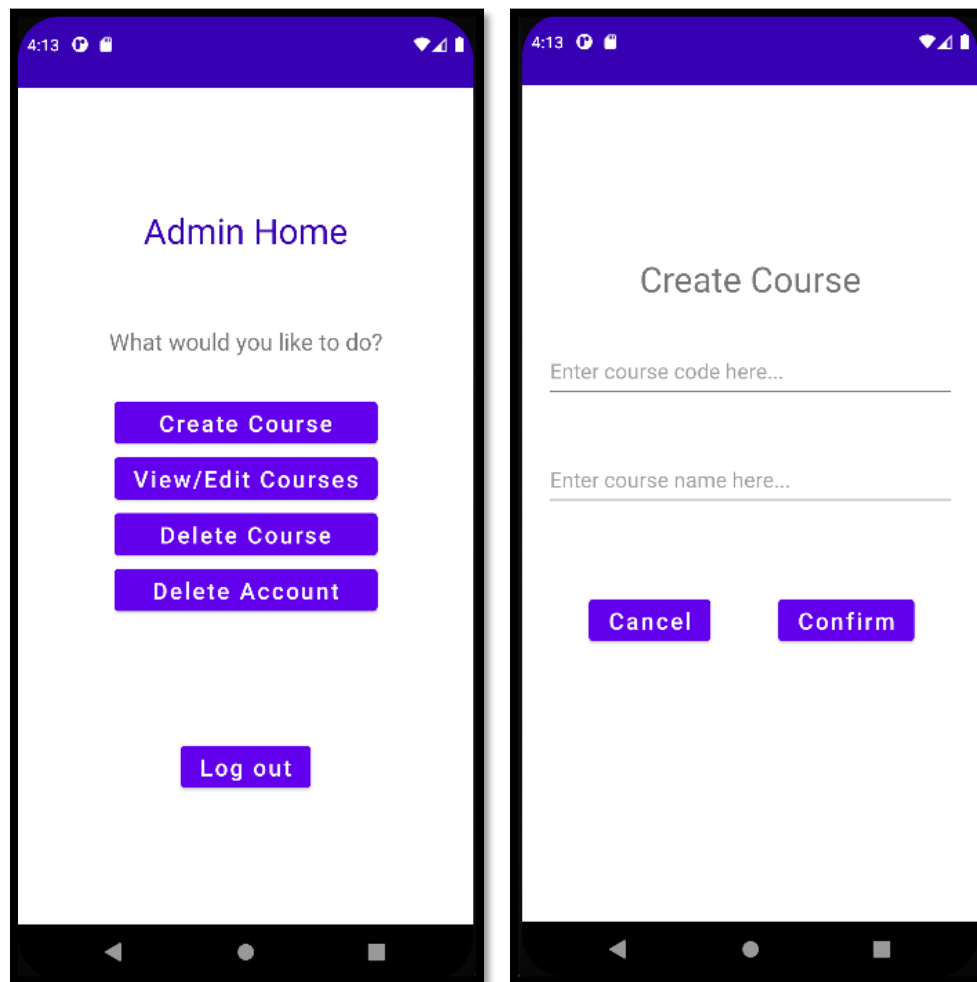 4:13
Admin Home
What would you like to do?
Create Course
View/Edit Courses
Delete Course
Delete Account
Log out
4:13
Create Course
Enter course code here...
Enter course name here...
Cancel
Confirm